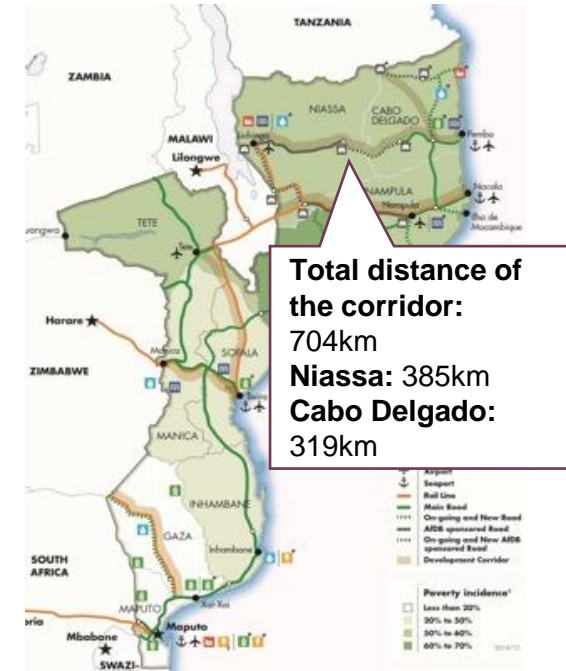 TANZANIA
ZAMBIA
NIASSA
CABO
DELGADO
MALAWI
Lilongwe
Pemba
Nacala
NAMPULA
Nampula
Ilha de
Mocambique
TETE
Tete
Total distance of
the corridor:
704km
Niassa: 385km
Cabo Delgado:
319km
Harare
Manica
SOFALA
ZIMBABWE
MANICA
INHAMBANE
GAZA
Inhambane
SOUTH
AFRICA
MAPUTO
Xai Xai
Maputo
Mbabane
SWAZI-
Airport
Seaport
Rail Line
Main Road
On-going and New Road
AfDB sponsored Road
On-going and New AfDB
sponsored Road
Development Corridor
Poverty incidence¹
Less than 20%
20% to 50%
50% to 60%
60% to 70%